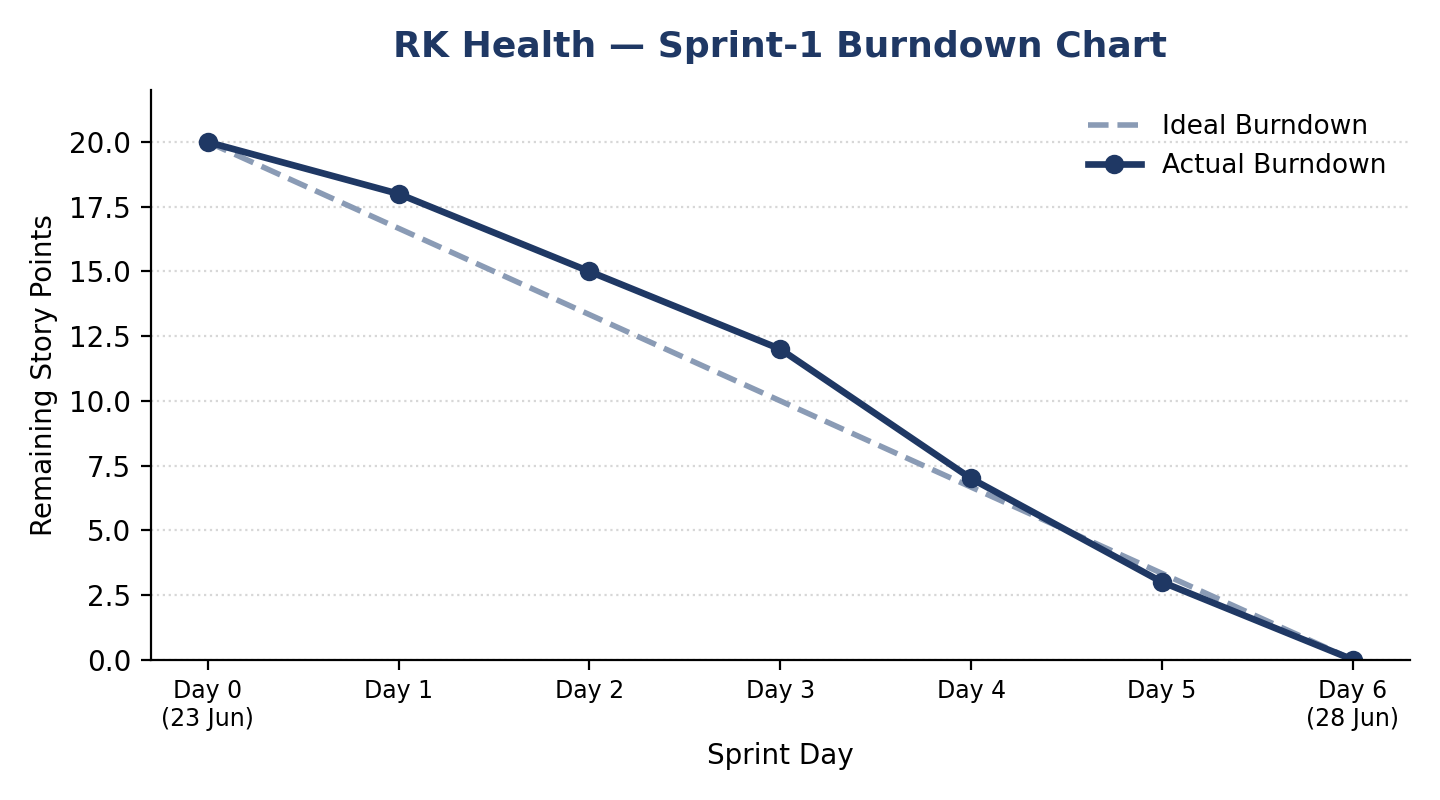 RK Health — Sprint-1 Burndown Chart
Ideal Burndown
Actual Burndown
Remaining Story Points
20.0
17.5
15.0
12.5
10.0
7.5
5.0
2.5
0.0
Day 0 Day 1 Day 2 Day 3 Day 4 Day 5 Day 6
(23 Jun) (28 Jun)
Sprint Day